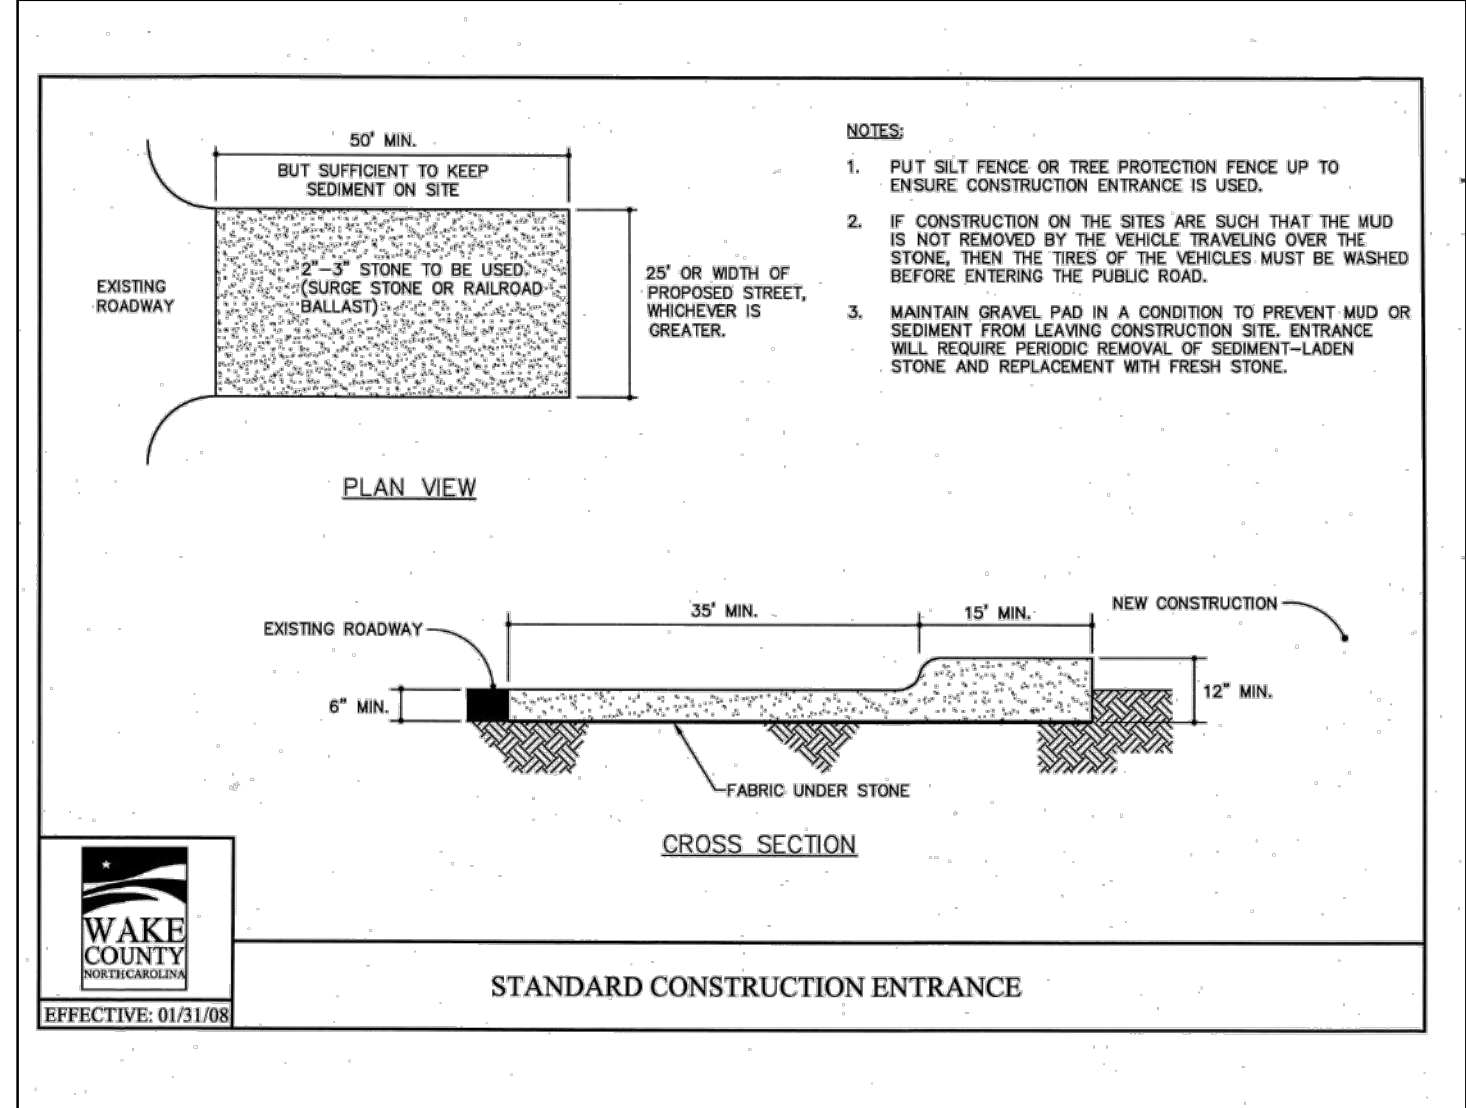 50' MIN.
BUT SUFFICIENT TO KEEP
SEDIMENT ON SITE
2"-3" STONE TO BE USED.
(SURGE STONE OR RAILROAD
BALLAST)
EXISTING
ROADWAY
25' OR WIDTH OF
PROPOSED STREET,
WHICHEVER IS
GREATER.
PLAN VIEW
NOTES:
1. PUT SILT FENCE OR TREE PROTECTION FENCE UP TO
ENSURE CONSTRUCTION ENTRANCE IS USED.
2. IF CONSTRUCTION ON THE SITES ARE SUCH THAT THE MUD
IS NOT REMOVED BY THE VEHICLE TRAVELING OVER THE
STONE, THEN THE TIRES OF THE VEHICLES MUST BE WASHED
BEFORE ENTERING THE PUBLIC ROAD.
3. MAINTAIN GRAVEL PAD IN A CONDITION TO PREVENT MUD OR
SEDIMENT FROM LEAVING CONSTRUCTION SITE. ENTRANCE
WILL REQUIRE PERIODIC REMOVAL OF SEDIMENT-LADEN
STONE AND REPLACEMENT WITH FRESH STONE.
EXISTING ROADWAY
35' MIN.
15' MIN.
NEW CONSTRUCTION
6" MIN.
12" MIN.
FABRIC UNDER STONE
CROSS SECTION
WAKE
COUNTY
NORTH CAROLINA
EFFECTIVE: 01/31/08
STANDARD CONSTRUCTION ENTRANCE